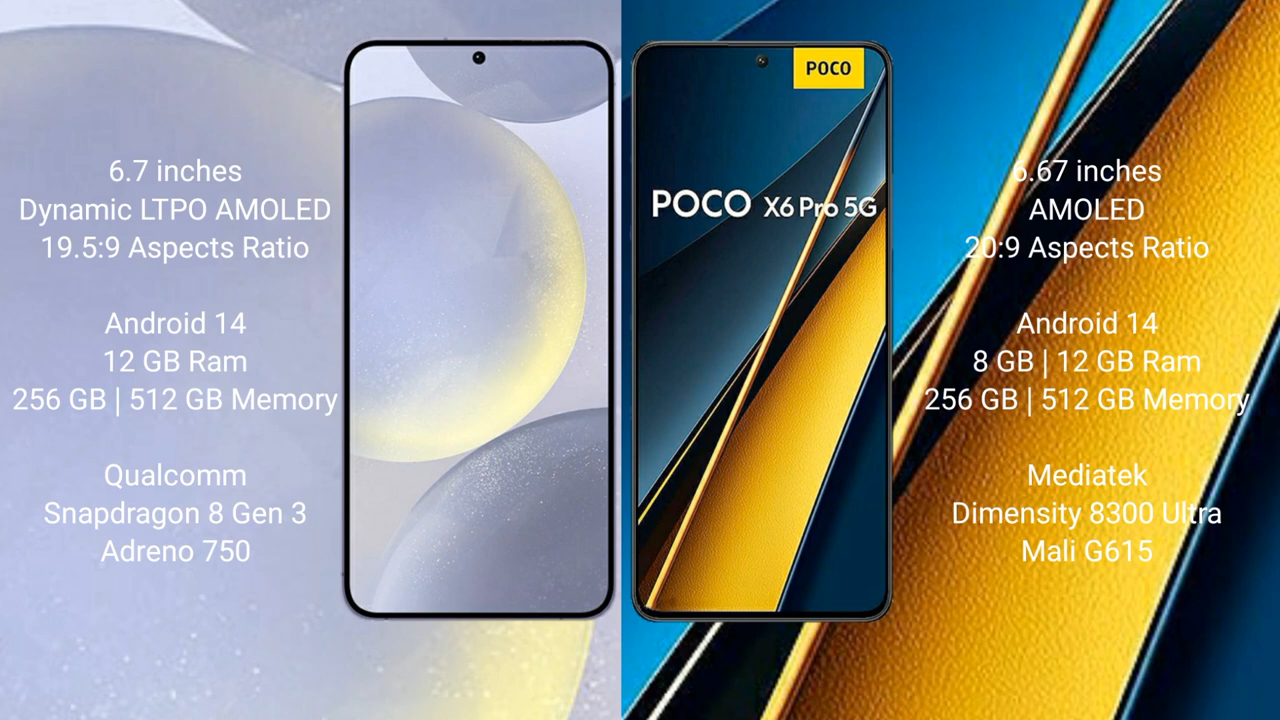 6.7 inches
Dynamic LTPO AMOLED
19.5:9 Aspects Ratio
Android 14
12 GB Ram
256 GB | 512 GB Memory
Qualcomm
Snapdragon 8 Gen 3
Adreno 750
POCO
POCO X6 Pro 5G
6.67 inches
AMOLED
20:9 Aspects Ratio
Android 14
8 GB | 12 GB Ram
256 GB | 512 GB Memory
Mediatek
Dimensity 8300 Ultra
Mali G615